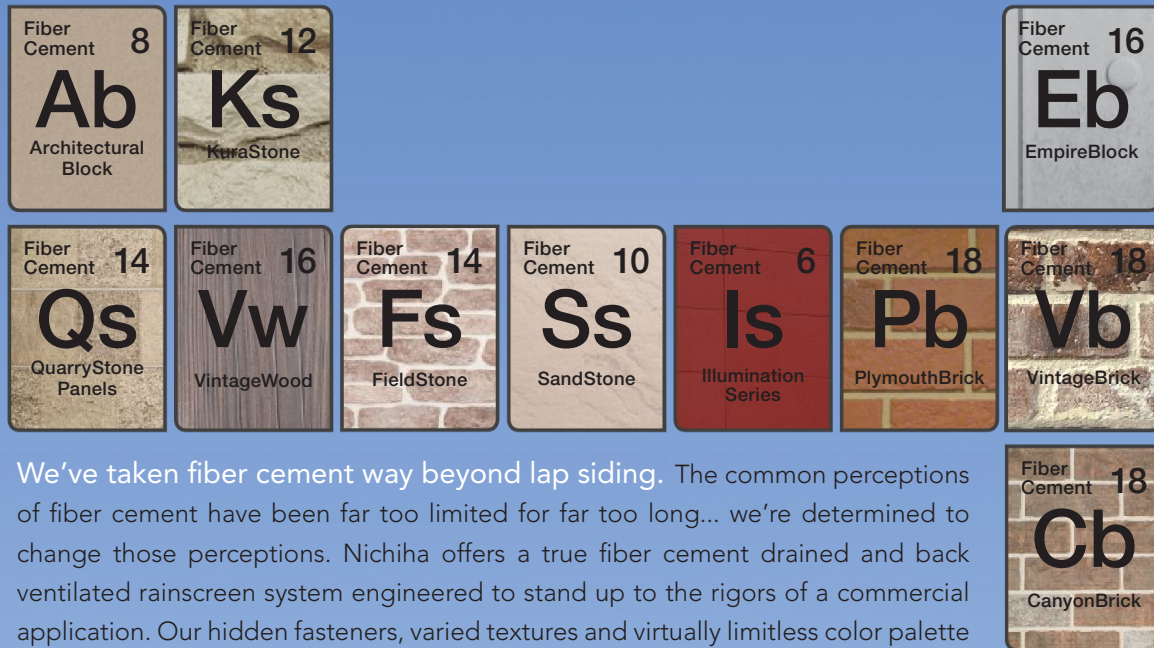 Fiber
Cement 8
Ab
Architectural
Block
Fiber
Cement 12
Ks
KuraStone
Fiber
Cement 16
Eb
EmpireBlock
Fiber
Cement 14
Qs
QuarryStone
Panels
Fiber
Cement 16
Vw
VintageWood
Fiber
Cement 14
Fs
FieldStone
Fiber
Cement 10
Ss
SandStone
Fiber
Cement 6
Is
Illumination
Series
Fiber
Cement 18
Pb
PlymouthBrick
Fiber
Cement 18
Vb
VintageBrick
Fiber
Cement 18
Cb
CanyonBrick
We’ve taken fiber cement way beyond lap siding. The common perceptions
of fiber cement have been far too limited for far too long... we’re determined to
change those perceptions. Nichiha offers a true fiber cement drained and back
ventilated rainscreen system engineered to stand up to the rigors of a commercial
application. Our hidden fasteners, varied textures and virtually limitless color palette